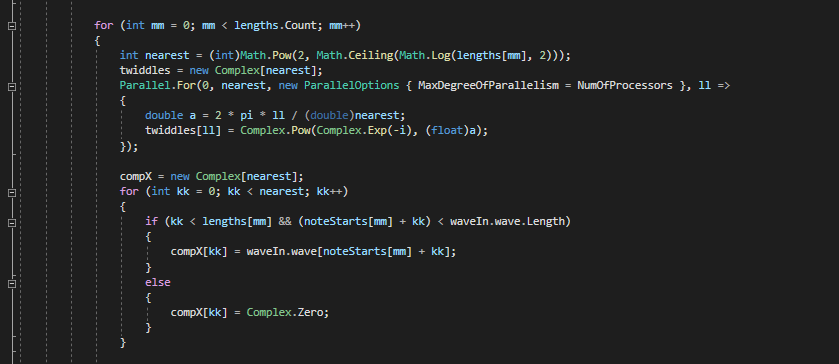 for (int mm = 0; mm < lengths.Count; mm++)
{
int nearest = (int)Math.Pow(2, Math.Ceiling(Math.Log(lengths[mm], 2)));
twiddles = new Complex[nearest];
Parallel.For(0, nearest, new ParallelOptions { MaxDegreeOfParallelism = NumOfProcessors }, ll =>
{
double a = 2 * pi * ll / (double)nearest;
twiddles[ll] = Complex.Pow(Complex.Exp(-i), (float)a);
});
compX = new Complex[nearest];
for (int kk = 0; kk < nearest; kk++)
{
if (kk < lengths[mm] && (noteStarts[mm] + kk) < waveIn.wave.Length)
{
compX[kk] = waveIn.wave[noteStarts[mm] + kk];
}
else
{
compX[kk] = Complex.Zero;
}
}